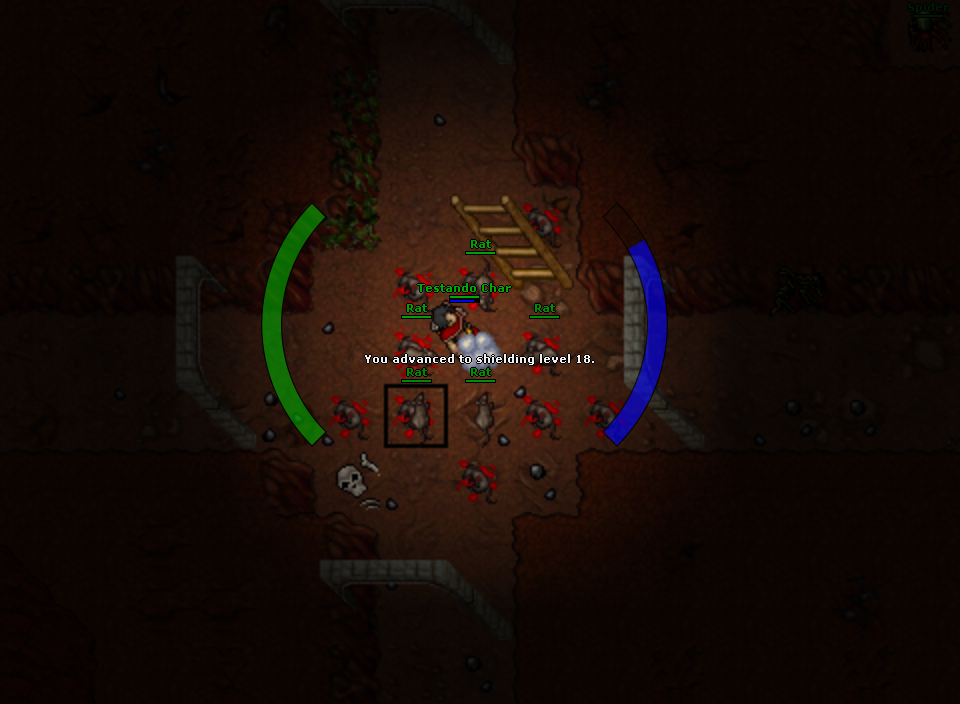 Spider
Rat
Testando Char
Rat
Rat
You advanced to shielding level 18.
Rat
Rat